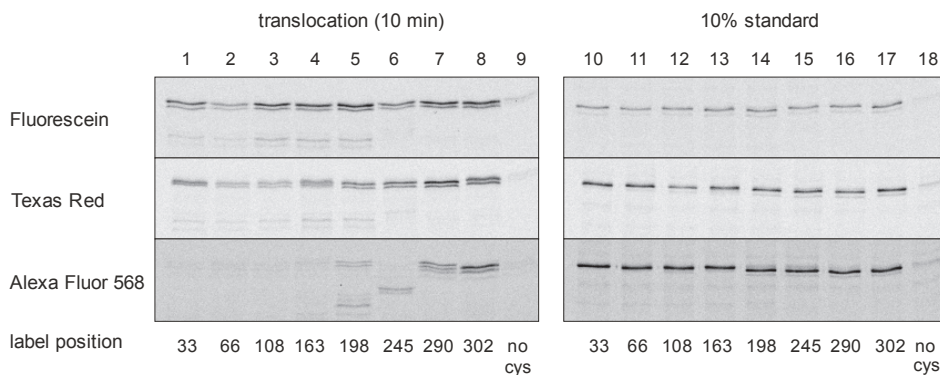 translocation (10 min) 10% standard
1 2 3 4 5 6 7 8 9 10 11 12 13 14 15 16 17 18
Fluorescein
Texas Red
Alexa Fluor 568
label position 33 66 108 163 198 245 290 302 no cys 33 66 108 163 198 245 290 302 no cys